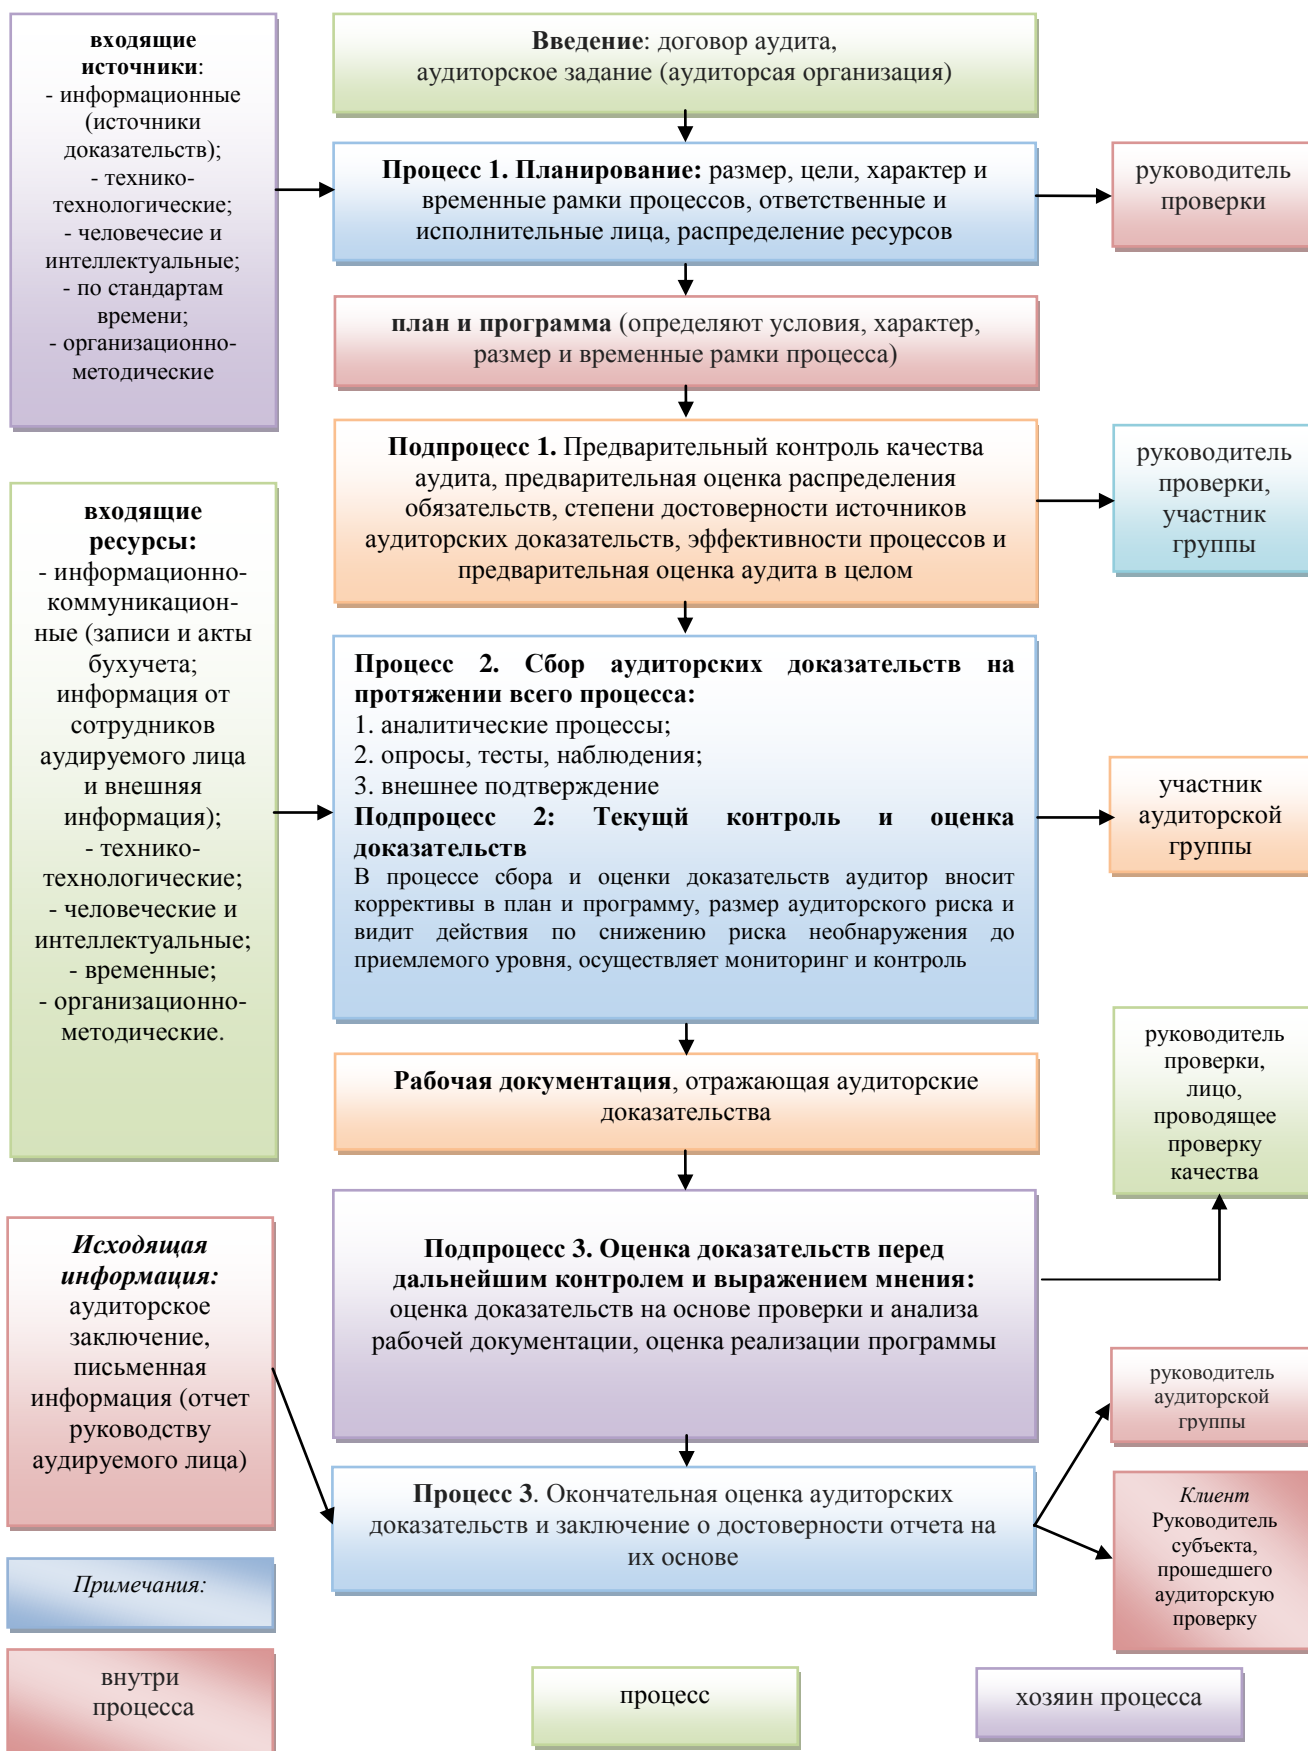 входящие
источники:
- информационные
(источники
доказательств);
- технико-
технологические;
- человечесие и
интеллектуальные;
- по стандартам
времени;
- организационно-
методические
Введение: договор аудита,
аудиторское задание (аудиторсая организация)
Процесс 1. Планирование: размер, цели, характер и
временные рамки процессов, ответственные и
исполнительные лица, распределение ресурсов
руководитель
проверки
план и программа (определяют условия, характер,
размер и временные рамки процесса)
Подпроцесс 1. Предварительный контроль качества
аудита, предварительная оценка распределения
обязательств, степени достоверности источников
аудиторских доказательств, эффективности процессов и
предварительная оценка аудита в целом
руководитель
проверки,
участник
группы
входящие
ресурсы:
- информационно-
коммуникацион-
ные (записи и акты
бухучета;
информация от
сотрудников
аудируемого лица
и внешняя
информация);
- технико-
технологические;
- человеческие и
интеллектуальные;
- временные;
- организационно-
методические.
Процесс 2. Сбор аудиторских доказательств на
протяжении всего процесса:
1. аналитические процессы;
2. опросы, тесты, наблюдения;
3. внешнее подтверждение
Подпроцесс 2: Текущй контроль и оценка
доказательств
В процессе сбора и оценки доказательств аудитор вносит
коррективы в план и программу, размер аудиторского риска и
видит действия по снижению риска необнаружения до
приемлемого уровня, осуществляет мониторинг и контроль
участник
аудиторской
группы
Рабочая документация, отражающая аудиторские
доказательства
руководитель
проверки,
лицо,
проводящее
проверку
качества
Подпроцесс 3. Оценка доказательств перед
дальнейшим контролем и выражением мнения:
оценка доказательств на основе проверки и анализа
рабочей документации, оценка реализации программы
Исходящая
информация:
аудиторское
заключение,
письменная
информация (отчет
руководству
аудируемого лица)
Процесс 3. Окончательная оценка аудиторских
доказательств и заключение о достоверности отчета на
их основе
руководитель
аудиторской
группы
Клиент
Руководитель
субъекта,
прошедшего
аудиторскую
проверку
Примечания:
внутри
процесса
процесс
хозяин процесса